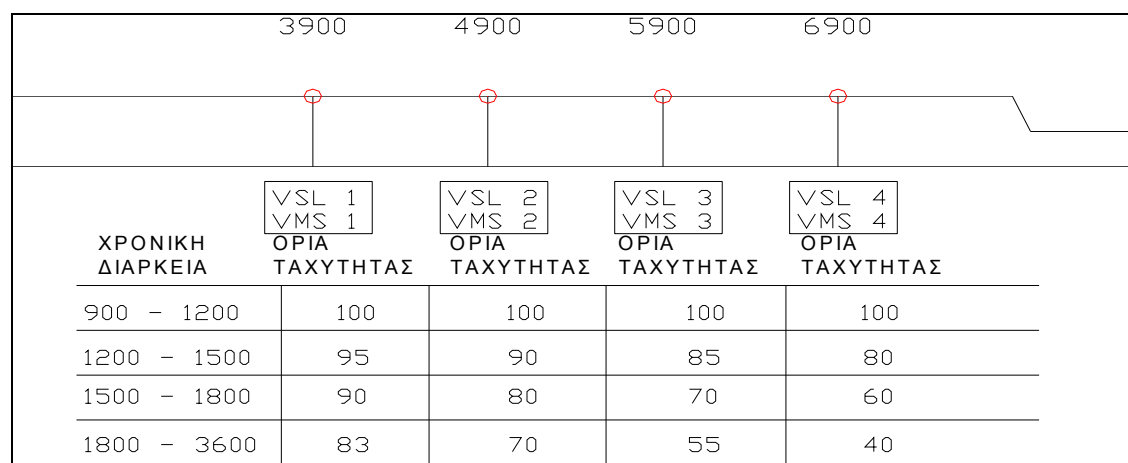 3900 4900 5900 6900
VSL 1 VSL 2 VSL 3 VSL 4
VMS 1 VMS 2 VMS 3 VMS 4
ΧΡΟΝΙΚΗ ΟΡΙΑ ΟΡΙΑ ΟΡΙΑ ΟΡΙΑ
ΔΙΑΡΚΕΙΑ ΤΑΧΥΤΗΤΑΣ ΤΑΧΥΤΗΤΑΣ ΤΑΧΥΤΗΤΑΣ ΤΑΧΥΤΗΤΑΣ
900 - 1200 100 100 100 100
1200 - 1500 95 90 85 80
1500 - 1800 90 80 70 60
1800 - 3600 83 70 55 40